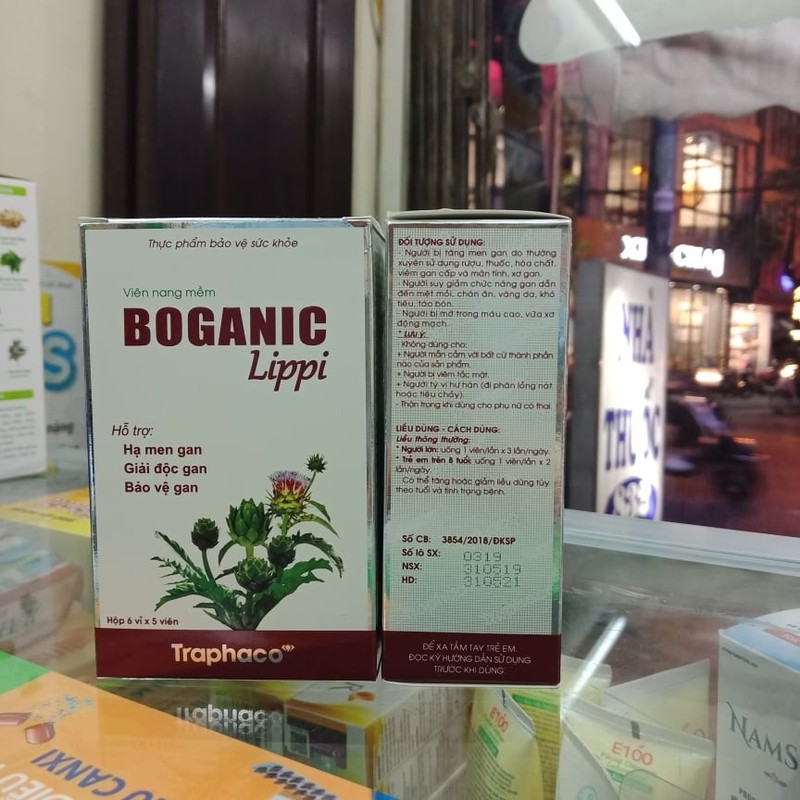 Thực phẩm bảo vệ sức khỏe
Viên nang mềm
BOGANIC
Lippi
Hỗ trợ:
Hạ men gan
Giải độc gan
Bảo vệ gan
Hộp 6 vỉ x 5 viên
Traphaco
ĐỐI TƯỢNG SỬ DỤNG:
- Người bị tăng men gan do thường
xuyên sử dụng rượu, thuốc, hóa chất,
viêm gan cấp và mãn tính, xơ gan.
- Người suy giảm chức năng gan dẫn
đến mệt mỏi, chán ăn, vàng da, khó
tiêu, táo bón.
- Người bị mỡ trong máu cao, vữa xơ
động mạch.
* Lưu ý:
Không dùng cho:
+ Người mẫn cảm với bất cứ thành phần
nào của sản phẩm.
+ Người bị viêm tắc mật.
+ Người tỳ vị hư hàn (đi phân lỏng nát
hoặc tiêu chảy).
- Thận trọng khi dùng cho phụ nữ có thai.
LIỀU DÙNG - CÁCH DÙNG:
Liều thông thường:
* Người lớn: uống 1 viên/lần x 3 lần/ngày.
* Trẻ em trên 8 tuổi: uống 1 viên/lần x 2
lần/ngày.
Có thể tăng hoặc giảm liều dùng tùy
theo tuổi và tình trạng bệnh.
Số CB: 3854/2018/ĐKSP
Số lô SX: 0319
NSX: 310519
HD: 310521
ĐỂ XA TẦM TAY TRẺ EM.
ĐỌC KỸ HƯỚNG DẪN SỬ DỤNG
TRƯỚC KHI DÙNG
NHÀ
THUỐC
E100
E100
NAMS
CANXI